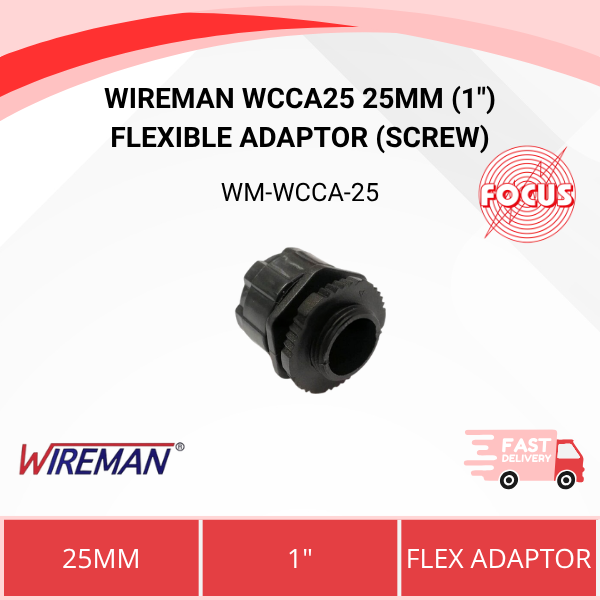 WIREMAN WCCA25 25MM (1")
FLEXIBLE ADAPTOR (SCREW)
WM-WCCA-25
FOCUS
WIREMAN®
FAST
DELIVERY
25MM
1"
FLEX ADAPTOR